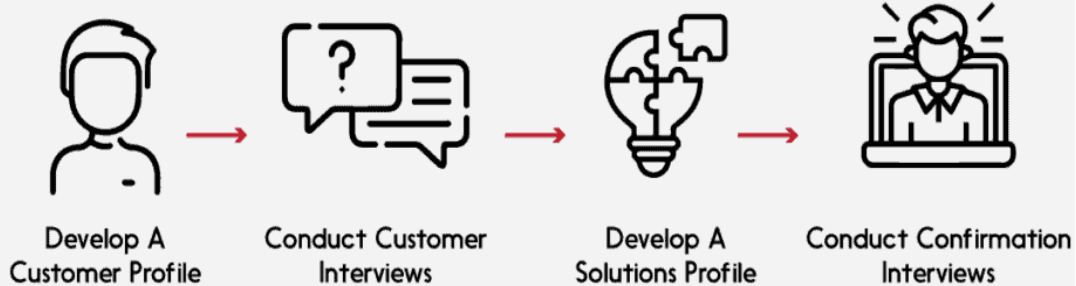 ?
Develop A
Customer Profile
Conduct Customer
Interviews
Develop A
Solutions Profile
Conduct Confirmation
Interviews